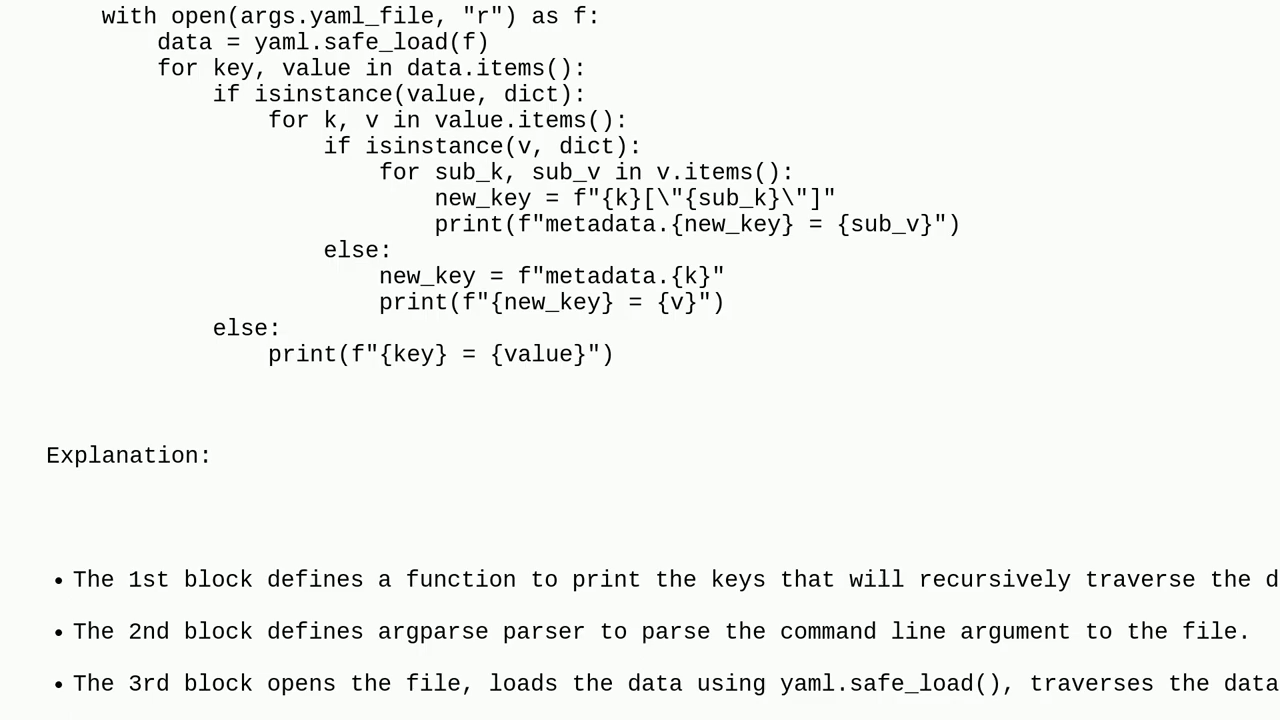 with open(args.yaml_file, "r") as f:
data = yaml.safe_load(f)
for key, value in data.items():
if isinstance(value, dict):
for k, v in value.items():
if isinstance(v, dict):
for sub_k, sub_v in v.items():
new_key = f"{k}[\"{sub_k}\"]"
print(f"metadata.{new_key} = {sub_v}")
else:
new_key = f"metadata.{k}"
print(f"{new_key} = {v}")
else:
print(f"{key} = {value}")
Explanation:
• The 1st block defines a function to print the keys that will recursively traverse the d
• The 2nd block defines argparse parser to parse the command line argument to the file.
• The 3rd block opens the file, loads the data using yaml.safe_load(), traverses the data